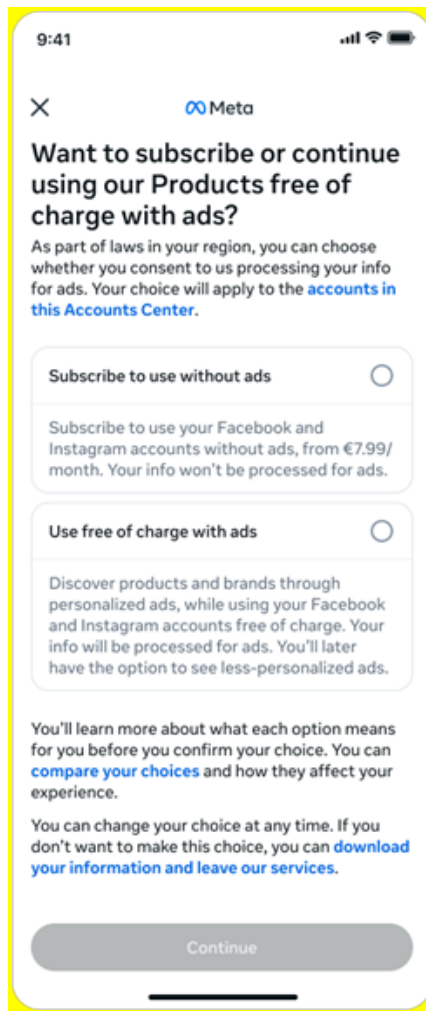 9:41
Meta
Want to subscribe or continue
using our Products free of
charge with ads?
As part of laws in your region, you can choose
whether you consent to us processing your info
for ads. Your choice will apply to the accounts in
this Accounts Center.
Subscribe to use without ads
Subscribe to use your Facebook and
Instagram accounts without ads, from €7.99/
month. Your info won't be processed for ads.
Use free of charge with ads
Discover products and brands through
personalized ads, while using your Facebook
and Instagram accounts free of charge. Your
info will be processed for ads. You'll later
have the option to see less-personalized ads.
You'll learn more about what each option means
for you before you confirm your choice. You can
compare your choices and how they affect your
experience.
You can change your choice at any time. If you
don't want to make this choice, you can download
your information and leave our services.
Continue